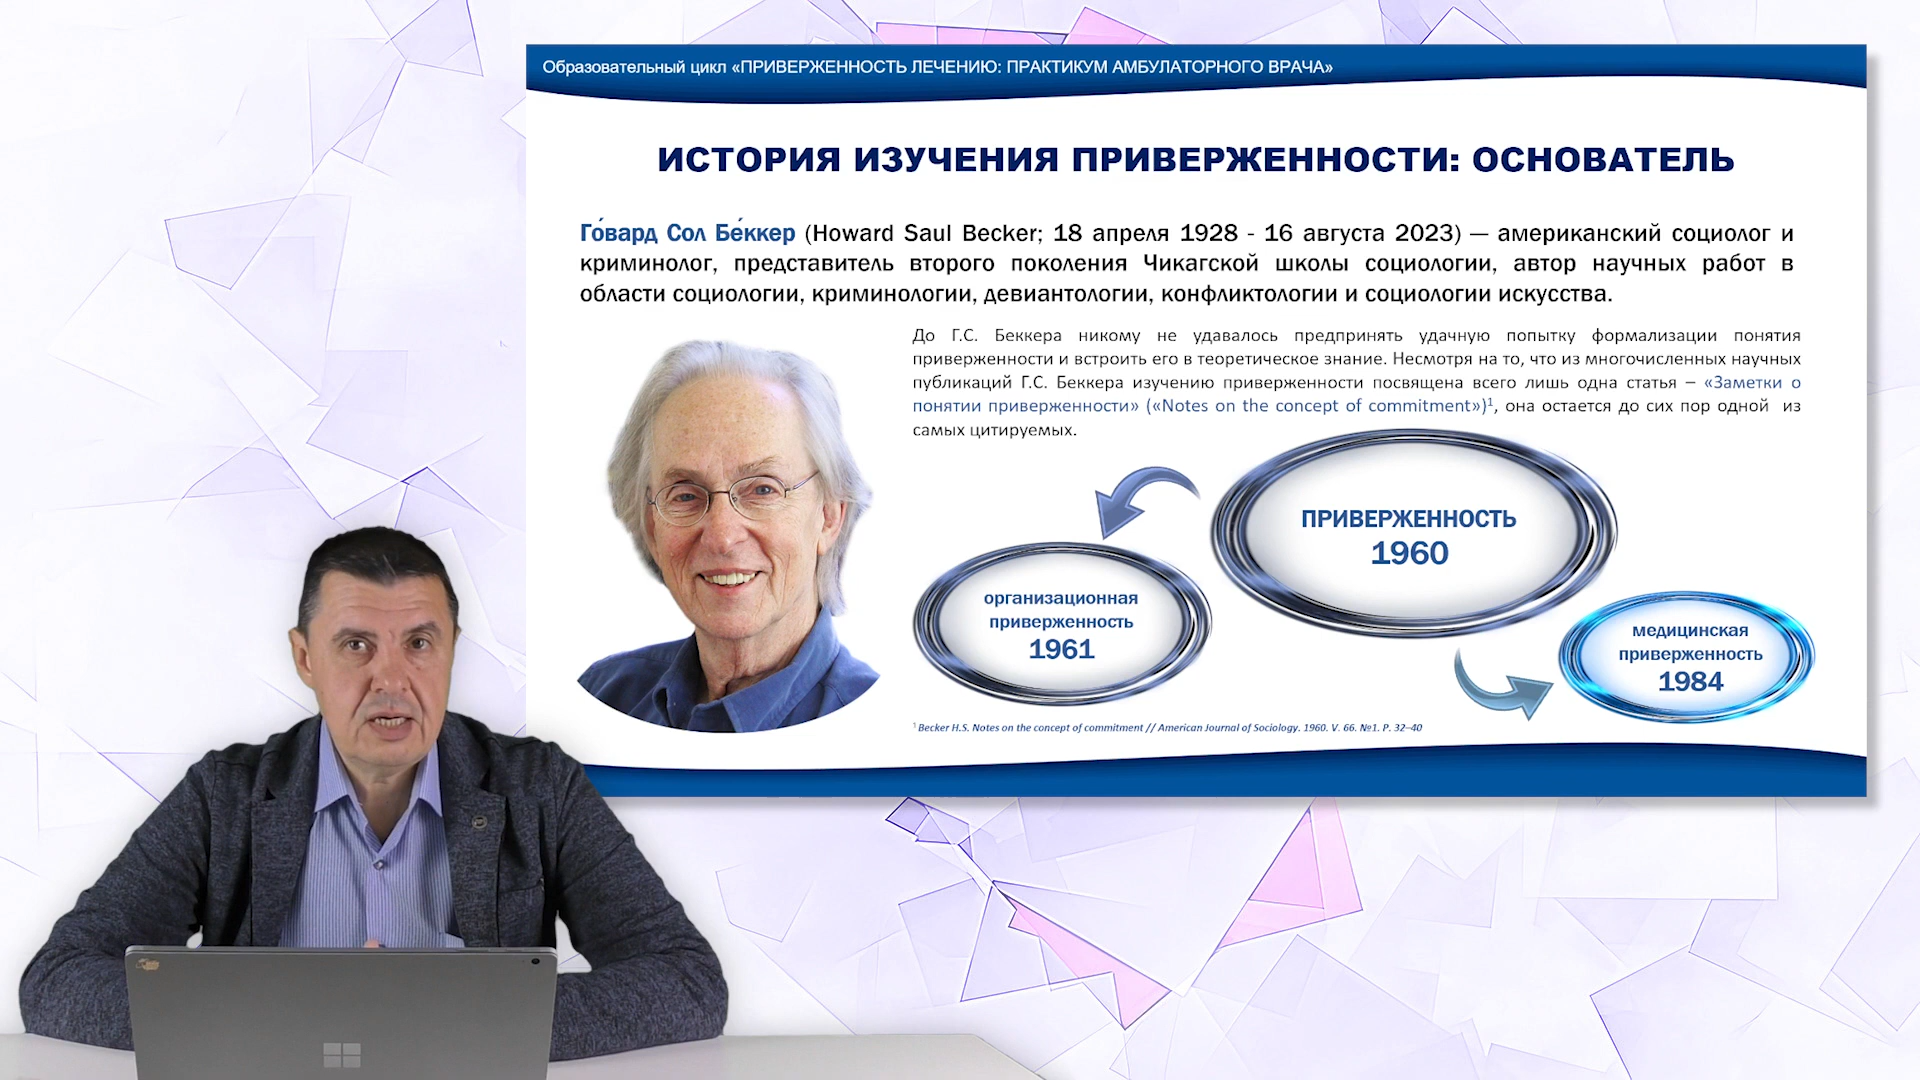 Образовательный цикл «ПРИВЕРЖЕННОСТЬ ЛЕЧЕНИЮ: ПРАКТИКУМ АМБУЛАТОРНОГО ВРАЧА»
ИСТОРИЯ ИЗУЧЕНИЯ ПРИВЕРЖЕННОСТИ: ОСНОВАТЕЛЬ
Го́вард Сол Бе́ккер (Howard Saul Becker; 18 апреля 1928 - 16 августа 2023) — американский социолог и
криминолог, представитель второго поколения Чикагской школы социологии, автор научных работ в
области социологии, криминологии, девиантологии, конфликтологии и социологии искусства.
До Г.С. Беккера никому не удавалось предпринять удачную попытку формализации понятия
приверженности и встроить его в теоретическое знание. Несмотря на то, что из многочисленных научных
публикаций Г.С. Беккера изучению приверженности посвящена всего лишь одна статья – «Заметки о
понятии приверженности» («Notes on the concept of commitment»)¹, она остается до сих пор одной из
самых цитируемых.
ПРИВЕРЖЕННОСТЬ
1960
организационная
приверженность
1961
медицинская
приверженность
1984
¹ Becker H.S. Notes on the concept of commitment // American Journal of Sociology. 1960. V. 66. №1. P. 32–40